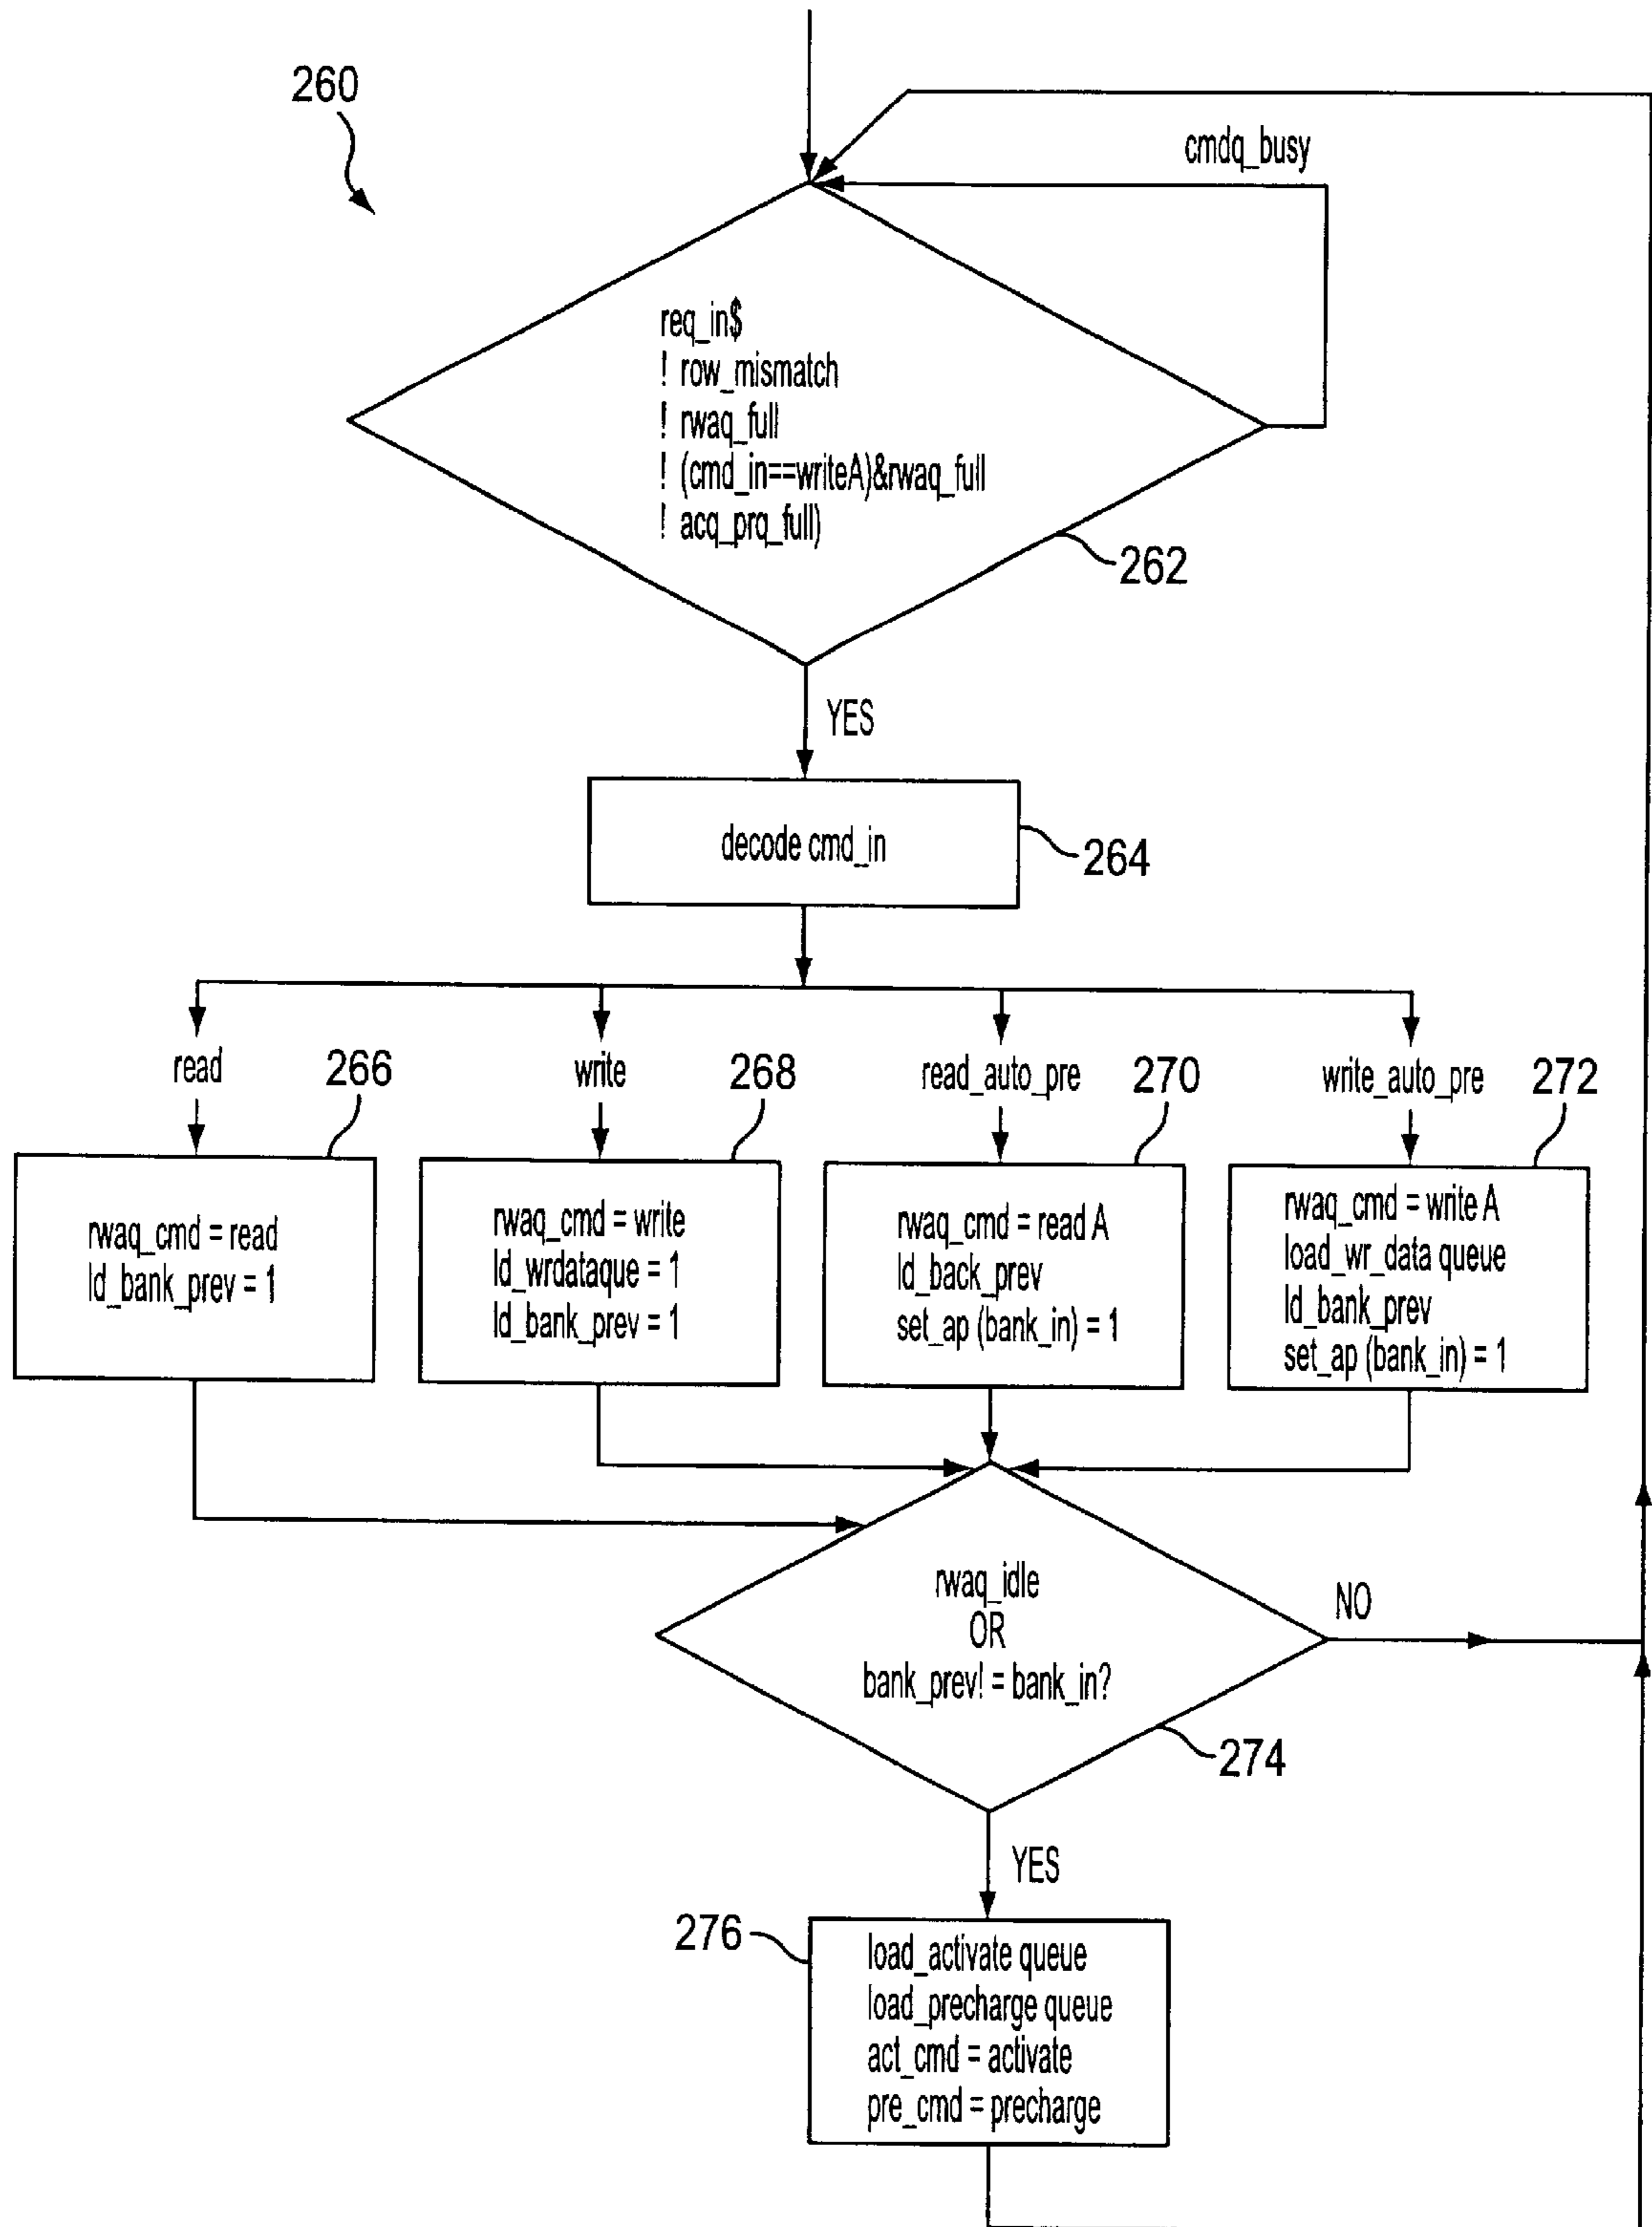 260
cmdq_busy
req_in$
! row_mismatch
! rwaq_full
! (cmd_in==writeA)&rwaq_full
! acq_prq_full)
262
YES
decode cmd_in
264
read
266
write
268
read_auto_pre
270
write_auto_pre
272
rwaq_cmd = read
ld_bank_prev = 1
rwaq_cmd = write
ld_wrdataque = 1
ld_bank_prev = 1
rwaq_cmd = read A
ld_back_prev
set_ap (bank_in) = 1
rwaq_cmd = write A
load_wr_data queue
ld_bank_prev
set_ap (bank_in) = 1
rwaq_idle
OR
bank_prev! = bank_in?
NO
274
YES
276
load_activate queue
load_precharge queue
act_cmd = activate
pre_cmd = precharge